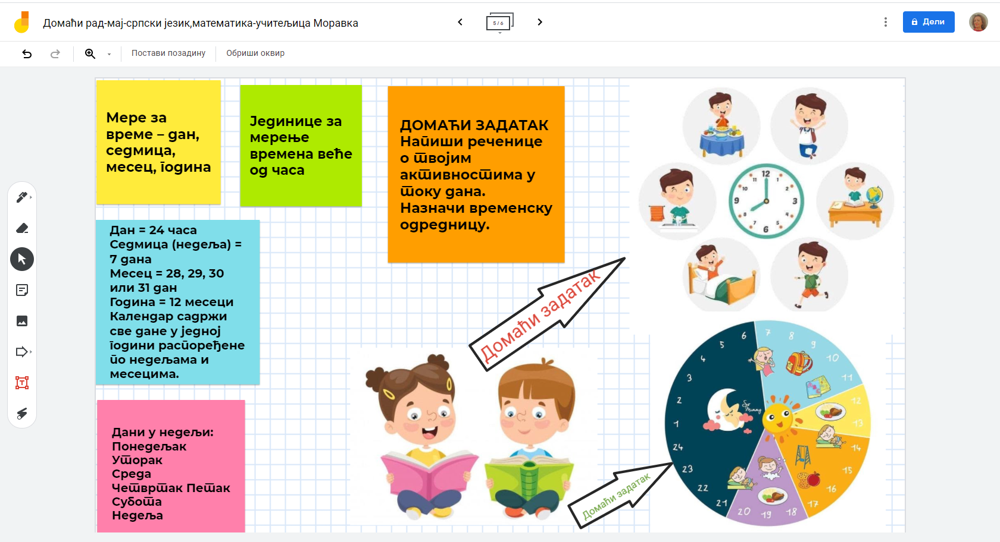 Домаћи рад-мај-српски језик,математика-учитељица Моравка
5 / 6
Дели
Постави позадину
Обриши оквир
Мере за
време – дан,
седмица,
месец, година
Јединице за
мерење
времена веће
од часа
ДОМАЋИ ЗАДАТАК
Напиши реченице
о твојим
активностима у
току дана.
Назначи временску
одредницу.
Дан = 24 часа
Седмица (недеља) =
7 дана
Месец = 28, 29, 30
или 31 дан
Година = 12 месеци
Календар садржи
све дане у једној
години распоређене
по недељама и
месецима.
Дани у недељи:
Понедељак
Уторак
Среда
Четвртак Петак
Субота
Недеља
Домаћи задатак
Домаћи задатак
12
1
2
3
4
5
6
7
8
9
10
11
1
2
3
4
5
6
7
8
9
10
11
12
13
14
15
16
17
18
19
20
21
22
23
24